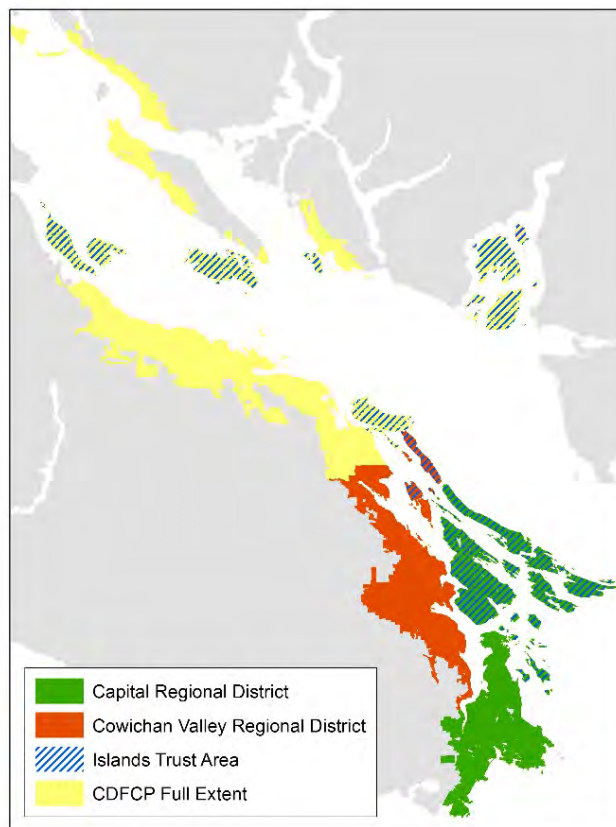 Capital Regional District
Cowichan Valley Regional District
Islands Trust Area
CDFCP Full Extent